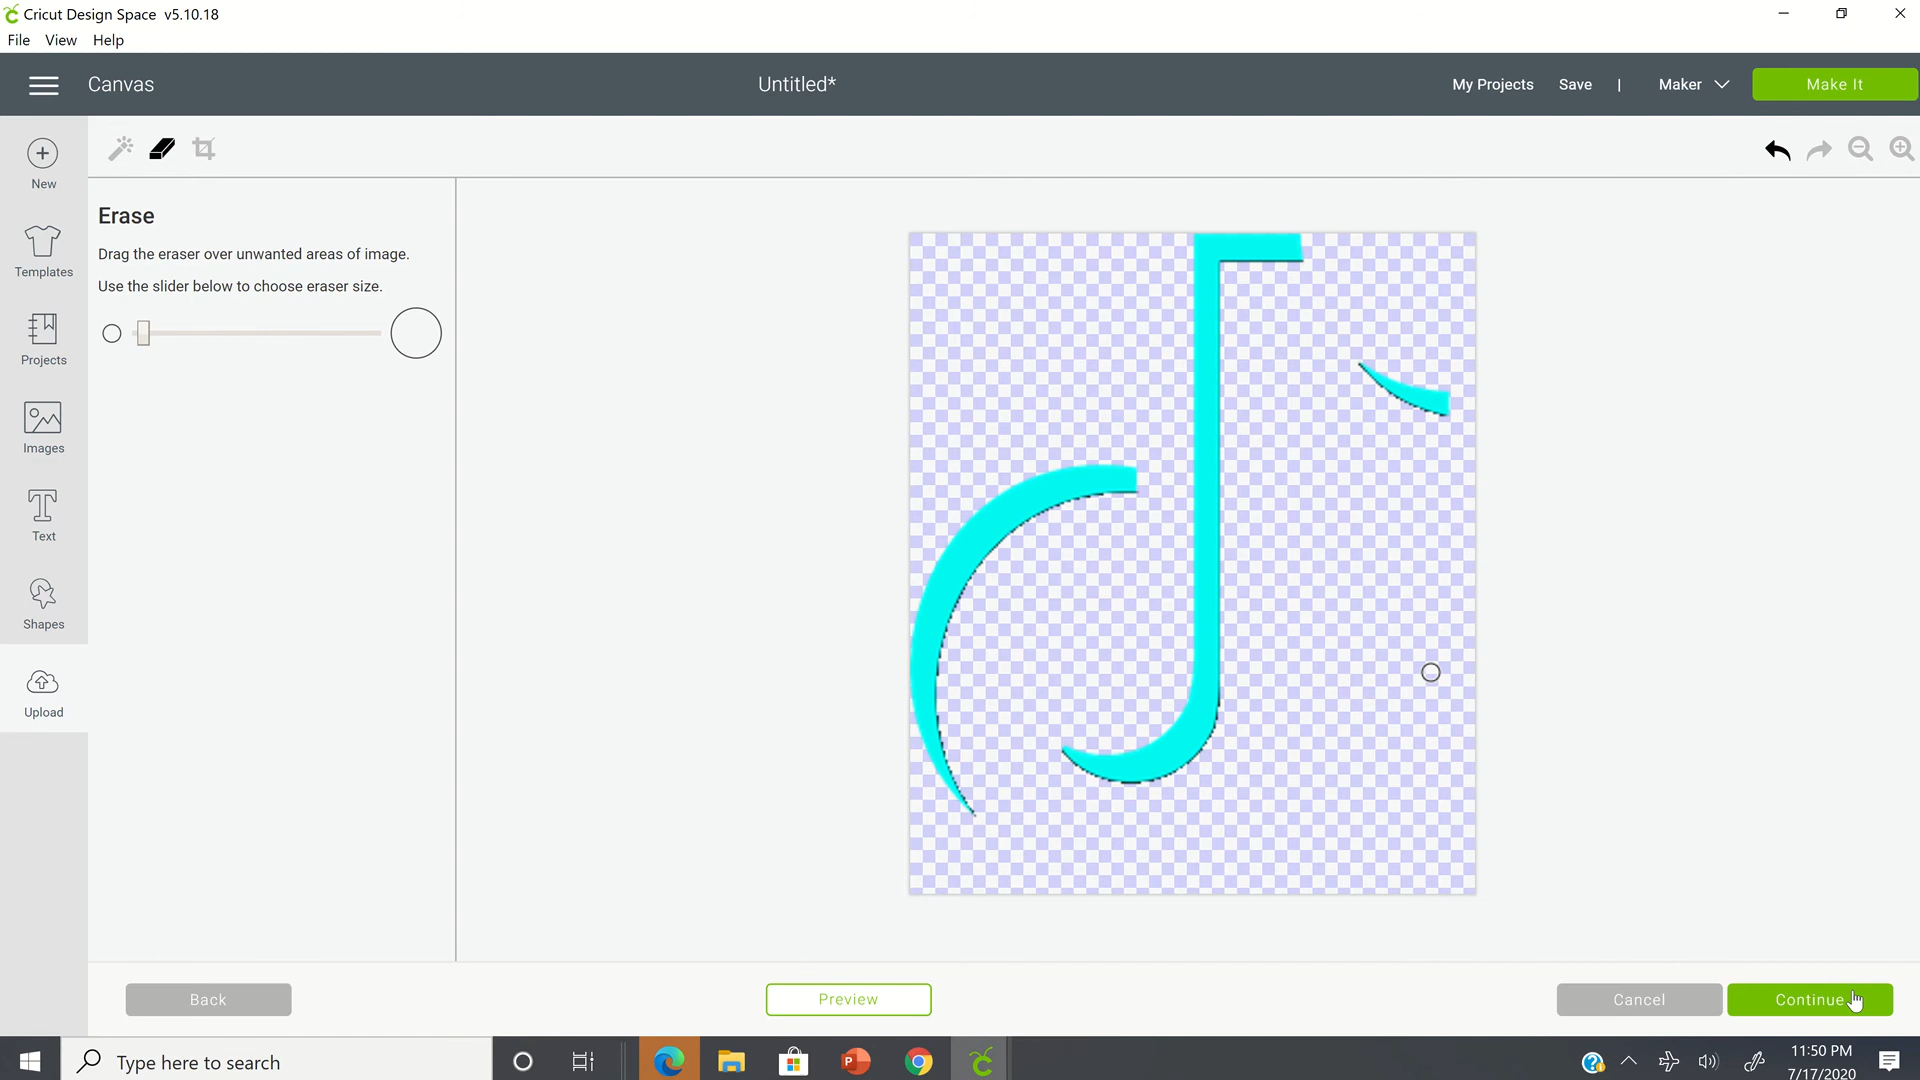 Cricut Design Space v5.10.18
File View Help
Canvas
Untitled*
My Projects Save | Maker Make It
New
Templates
Projects
Images
Text
Shapes
Upload
Erase
Drag the eraser over unwanted areas of image.
Use the slider below to choose eraser size.
Back
Preview
Cancel
Continue
Type here to search
11:50 PM
7/17/2020